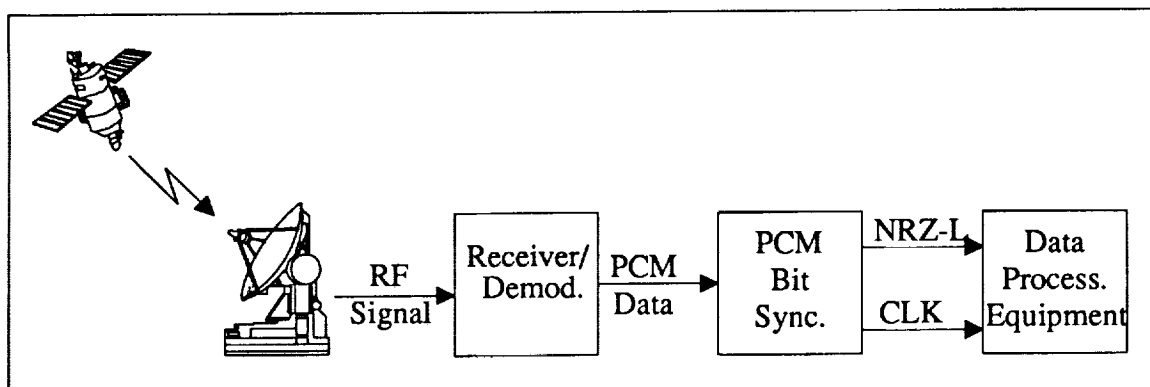 RF
Signal
Receiver/
Demod.
PCM
Data
PCM
Bit
Sync.
NRZ-L
CLK
Data
Process.
Equipment